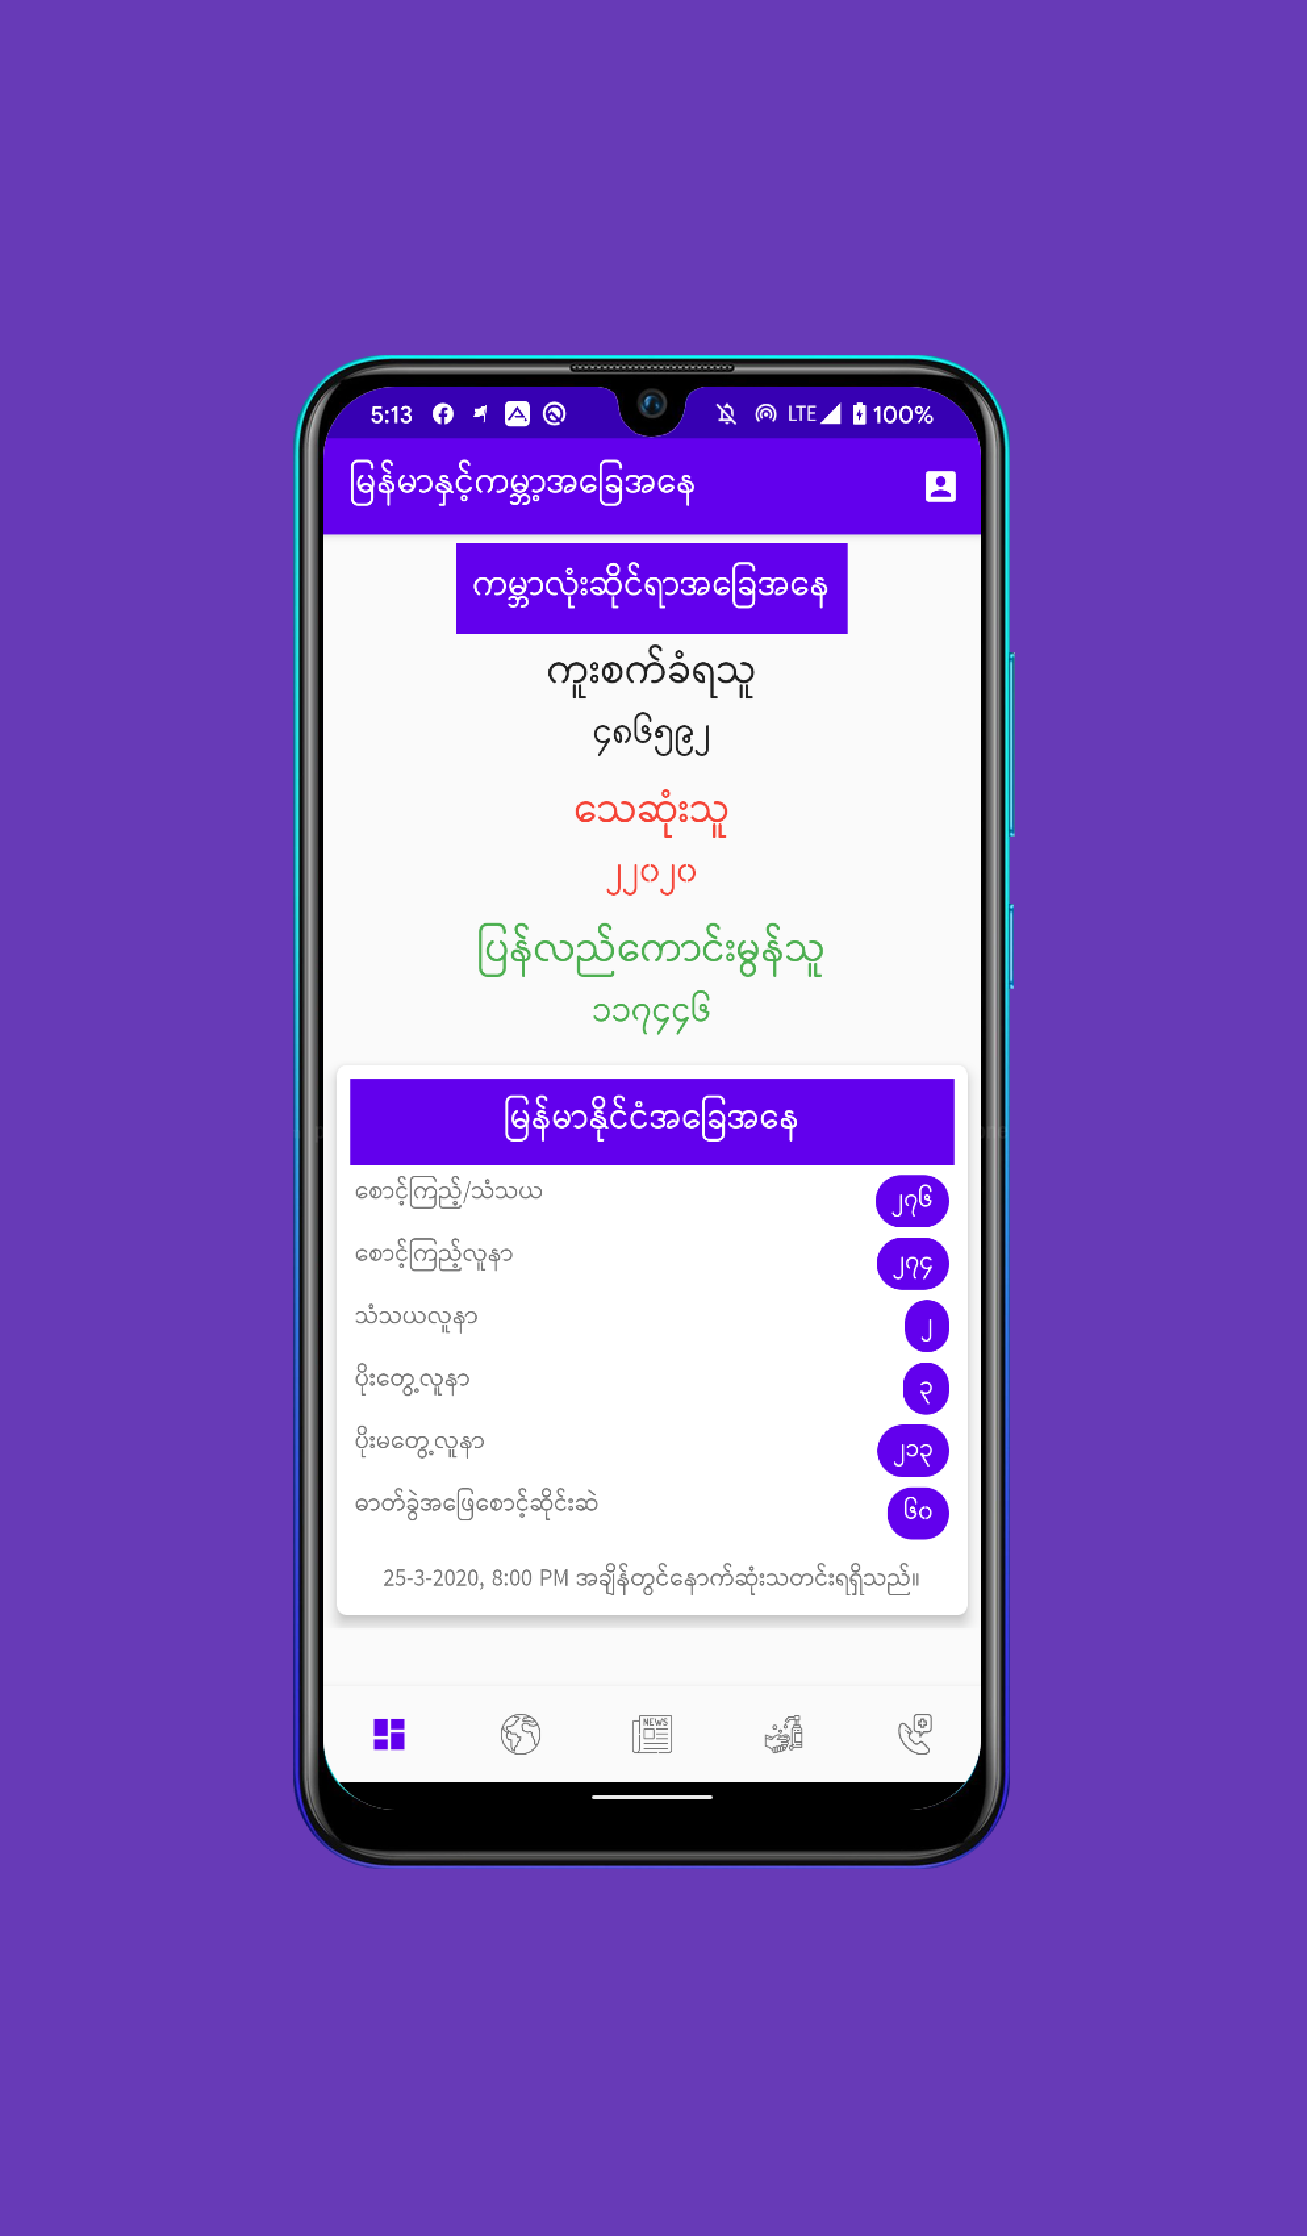 5:13 LTE 100%
မြန်မာနှင့်ကမ္ဘာ့အခြေအနေ
ကမ္ဘာလုံးဆိုင်ရာအခြေအနေ
ကူးစက်ခံရသူ
၄၈၆၅၉၂
သေဆုံးသူ
၂၂၀၂၀
ပြန်လည်ကောင်းမွန်သူ
၁၁၇၄၄၆
မြန်မာနိုင်ငံအခြေအနေ
စောင့်ကြည့်/သံသယ ၂၇၆
စောင့်ကြည့်လူနာ ၂၇၄
သံသယလူနာ ၂
ပိုးတွေ့လူနာ ၃
ပိုးမတွေ့လူနာ ၂၁၃
ဓာတ်ခွဲအဖြေစောင့်ဆိုင်းဆဲ ၆၀
25-3-2020, 8:00 PM အချိန်တွင်နောက်ဆုံးသတင်းရရှိသည်။
NEWS